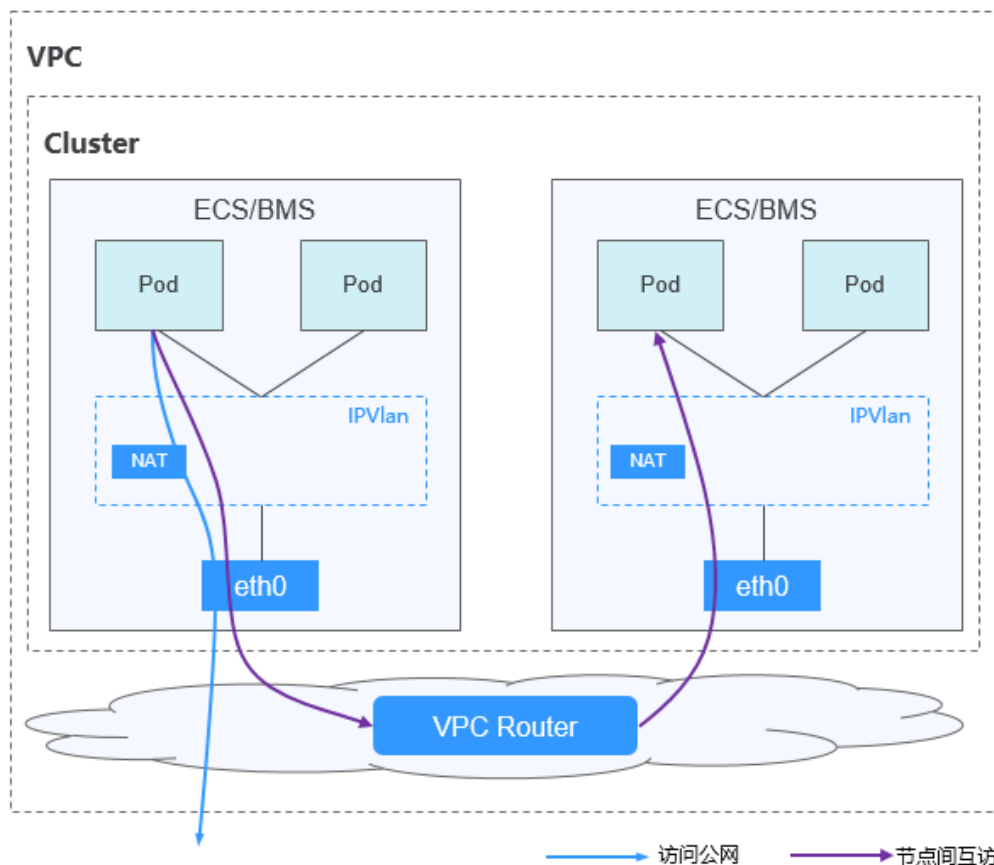 VPC
Cluster
ECS/BMS
ECS/BMS
Pod
Pod
Pod
Pod
IPVlan
IPVlan
NAT
NAT
eth0
eth0
VPC Router
访问公网
节点间互访